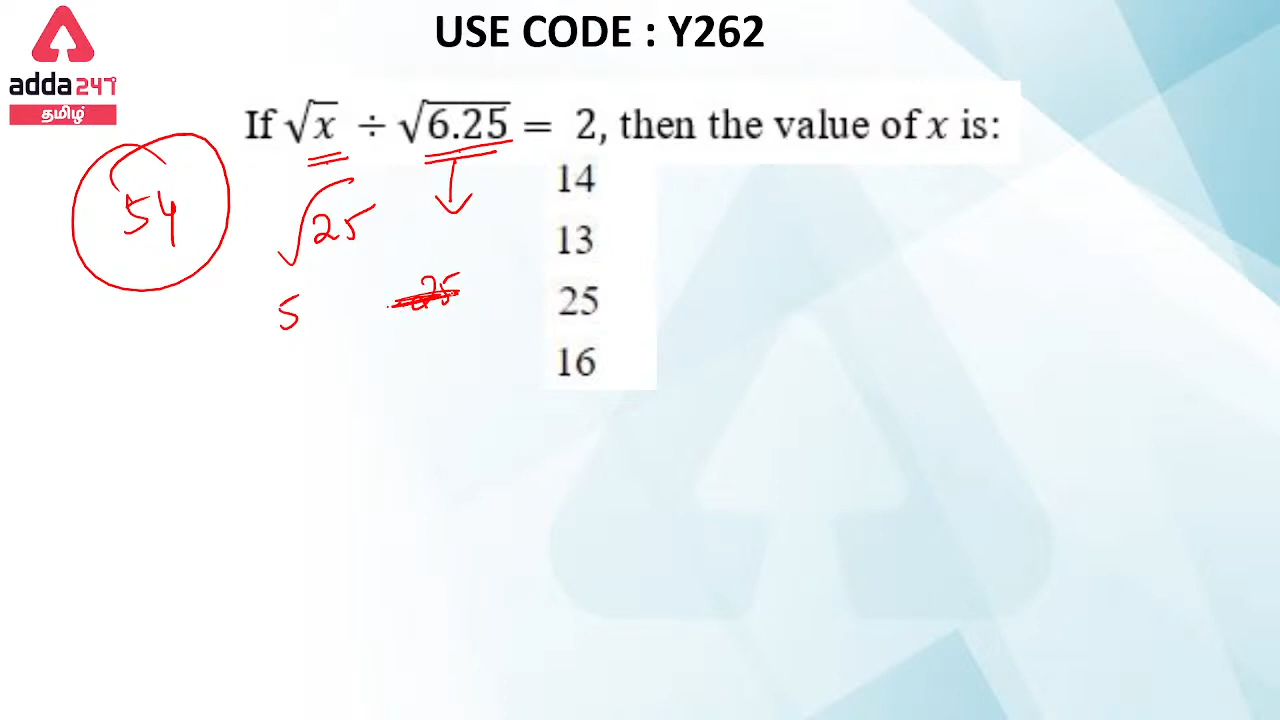 USE CODE : Y262
adda247
தமிழ்
If √x ÷ √6.25 = 2, then the value of x is:
14
13
25
16
54
√25
5